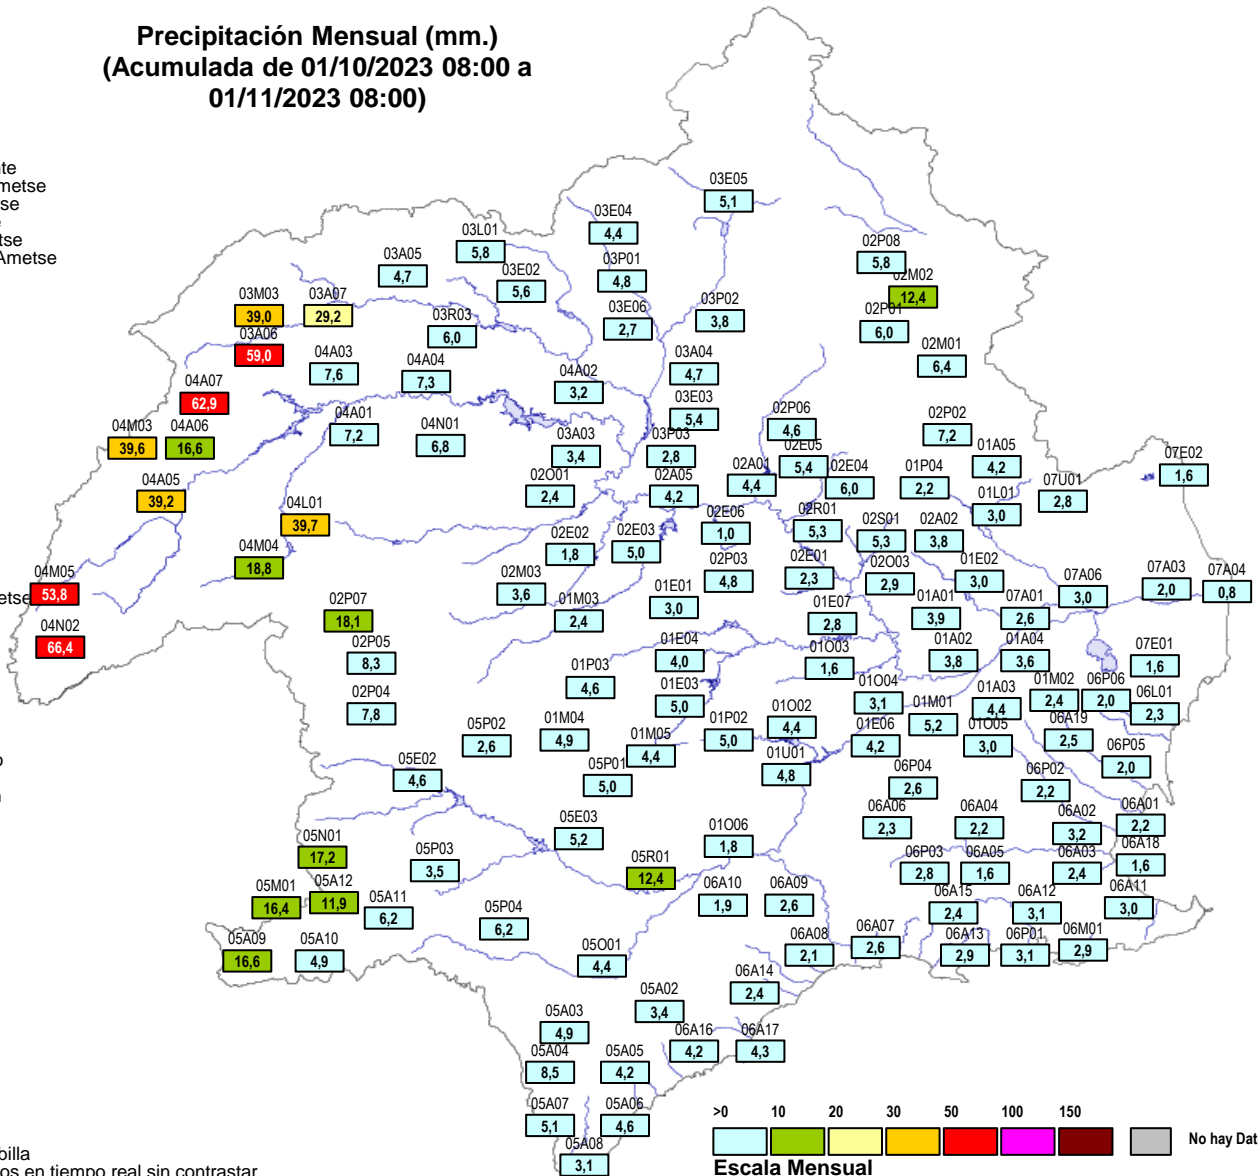 Precipitación Mensual (mm.)
(Acumulada de 01/10/2023 08:00 a
01/11/2023 08:00)
nte
metse
se
e
tse
Ametse
03E05
5,1
03E04
4,4
03L01
5,8
03A05
4,7
03P01
4,8
03E02
5,6
02P08
5,8
02M02
12,4
03M03
39,0
03A07
29,2
03R03
6,0
03E06
2,7
03P02
3,8
02P01
6,0
03A06
59,0
04A03
7,6
04A04
7,3
04A02
3,2
03A04
4,7
02M01
6,4
04A07
62,9
03E03
5,4
04M03
39,6
04A06
16,6
04A01
7,2
04N01
6,8
03A03
3,4
03P03
2,8
02P06
4,6
02P02
7,2
02E05
5,4
01A05
4,2
07E02
1,6
04A05
39,2
02O01
2,4
02A05
4,2
02A01
4,4
02E04
6,0
01P04
2,2
07U01
2,8
04L01
39,7
01L01
3,0
02E06
1,0
02R01
5,3
02S01
5,3
02A02
3,8
02E02
1,8
02E03
5,0
04M04
18,8
04M05
53,8
etse
02M03
3,6
02P03
4,8
02E01
2,3
02O03
2,9
01E02
3,0
07A06
3,0
07A03
2,0
07A04
0,8
02P07
18,1
01M03
2,4
01E01
3,0
01E07
2,8
01A01
3,9
07A01
2,6
04N02
66,4
02P05
8,3
01E04
4,0
01O03
1,6
01A02
3,8
01A04
3,6
07E01
1,6
01P03
4,6
01E03
5,0
01O04
3,1
01A03
4,4
01M02
2,4
06P06
2,0
06L01
2,3
02P04
7,8
01M01
5,2
05P02
2,6
01M04
4,9
01M05
4,4
01P02
5,0
01O02
4,4
01E06
4,2
01O05
3,0
06A19
2,5
06P05
2,0
o
05E02
4,6
05P01
5,0
01U01
4,8
06P04
2,6
06P02
2,2
05E03
5,2
01O06
1,8
06A06
2,3
06A04
2,2
06A02
3,2
06A01
2,2
05N01
17,2
05P03
3,5
05R01
12,4
06P03
2,8
06A05
1,6
06A03
2,4
06A18
1,6
05M01
16,4
05A12
11,9
05A11
6,2
06A10
1,9
06A09
2,6
06A15
2,4
06A12
3,1
06A11
3,0
05P04
6,2
05A09
16,6
05A10
4,9
05O01
4,4
06A08
2,1
06A07
2,6
06A13
2,9
06P01
3,1
06M01
2,9
06A14
2,4
05A02
3,4
05A03
4,9
06A16
4,2
06A17
4,3
05A04
8,5
05A05
4,2
05A07
5,1
05A06
4,6
05A08
3,1
>0 10 20 30 50 100 150
No hay Dat
Escala Mensual
billa
os en tiempo real sin contrastar